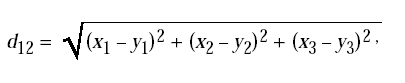 d₁₂ = √(x₁ − y₁)² + (x₂ − y₂)² + (x₃ − y₃)² ,